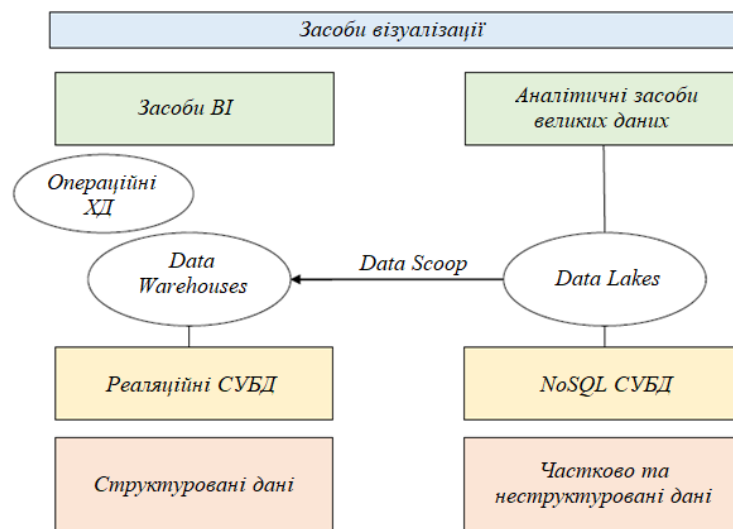 Засоби візуалізації
Засоби BI
Аналітичні засоби
великих даних
Операційні
ХД
Data
Warehouses
Data Scoop
Data Lakes
Реаляційні СУБД
NoSQL СУБД
Структуровані дані
Частково та
неструктуровані дані